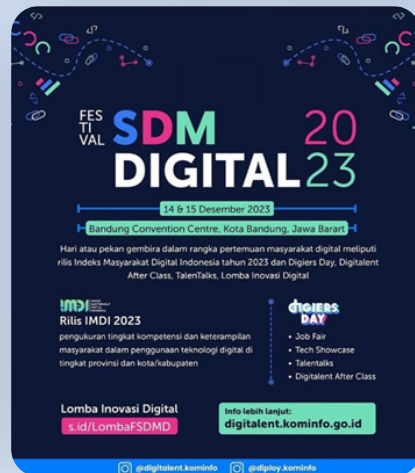 FES
TI
VAL
SDM
DIGITAL
20
23
14 & 15 Desember 2023
Bandung Convention Centre, Kota Bandung, Jawa Barart
Hari atau pekan gembira dalam rangka pertemuan masyarakat digital meliputi
rilis Indeks Masyarakat Digital Indonesia tahun 2023 dan Digiers Day, Digitalent
After Class, TalenTalks, Lomba Inovasi Digital
IMDI
Rilis IMDI 2023
pengukuran tingkat kompetensi dan keterampilan
masyarakat dalam penggunaan teknologi digital di
tingkat provinsi dan kota/kabupaten
DIGIERS
DAY
• Job Fair
• Tech Showcase
• Talentalks
• Digitalent After Class
Lomba Inovasi Digital
s.id/LombaFSDMD
Info lebih lanjut:
digitalent.kominfo.go.id
@digitalent.kominfo @diploy.kominfo